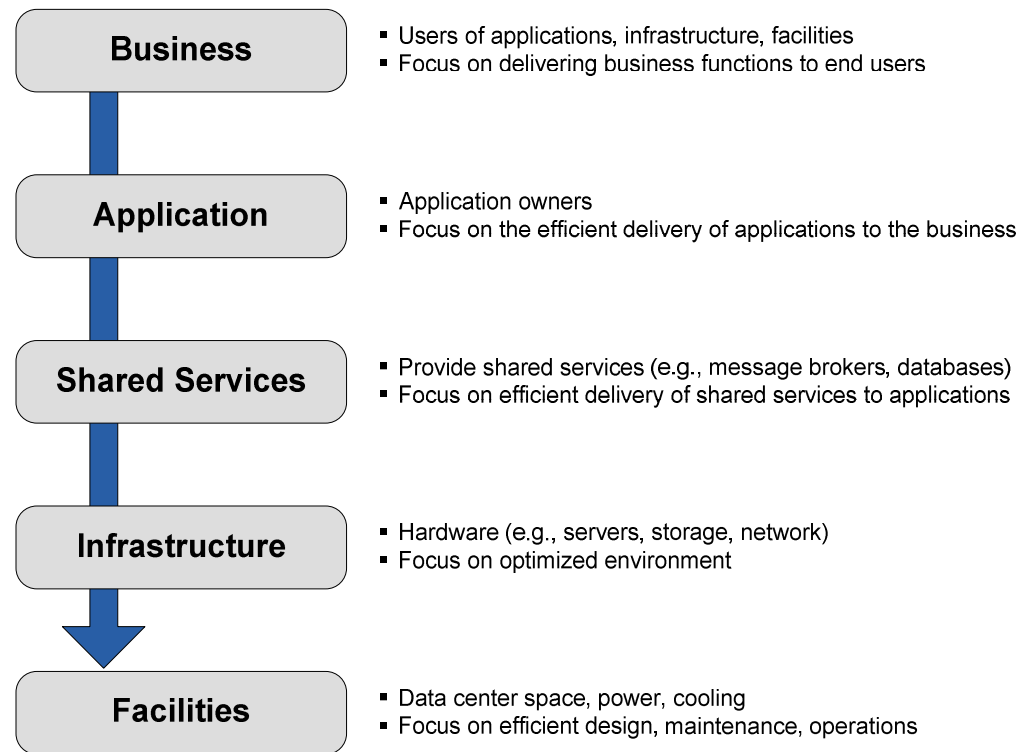 Business
▪ Users of applications, infrastructure, facilities
▪ Focus on delivering business functions to end users
Application
▪ Application owners
▪ Focus on the efficient delivery of applications to the business
Shared Services
▪ Provide shared services (e.g., message brokers, databases)
▪ Focus on efficient delivery of shared services to applications
Infrastructure
▪ Hardware (e.g., servers, storage, network)
▪ Focus on optimized environment
Facilities
▪ Data center space, power, cooling
▪ Focus on efficient design, maintenance, operations